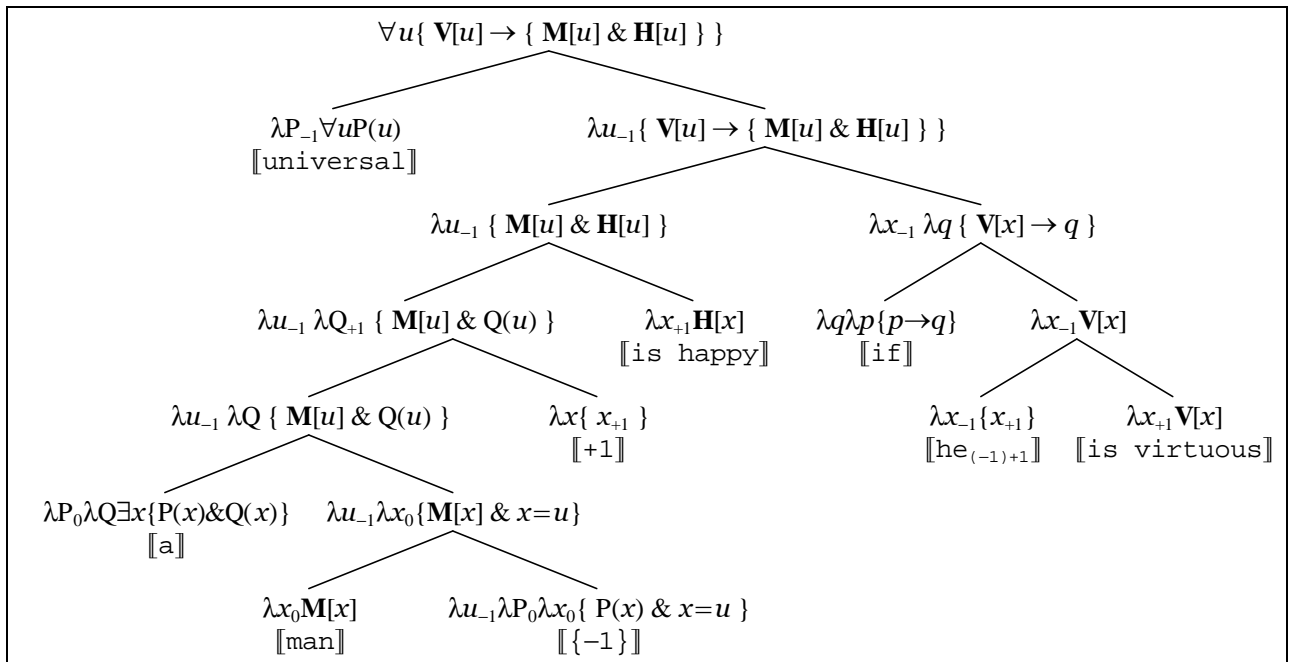 ∀u{ V[u] → { M[u] & H[u] } }
λP₋₁∀uP(u) λu₋₁{ V[u] → { M[u] & H[u] } }
⟦universal⟧
λu₋₁ { M[u] & H[u] } λx₋₁ λq { V[x] → q }
λu₋₁ λQ₊₁ { M[u] & Q(u) } λx₊₁H[x] λqλp{p→q} λx₋₁V[x]
⟦is happy⟧ ⟦if⟧
λu₋₁ λQ { M[u] & Q(u) } λx{ x₊₁ } λx₋₁{x₊₁} λx₊₁V[x]
⟦+1⟧ ⟦he₍₋₁₎₊₁⟧ ⟦is virtuous⟧
λP₀λQ∃x{P(x)&Q(x)} λu₋₁λx₀{M[x] & x=u}
⟦a⟧
λx₀M[x] λu₋₁λP₀λx₀{ P(x) & x=u }
⟦man⟧ ⟦{−1}⟧